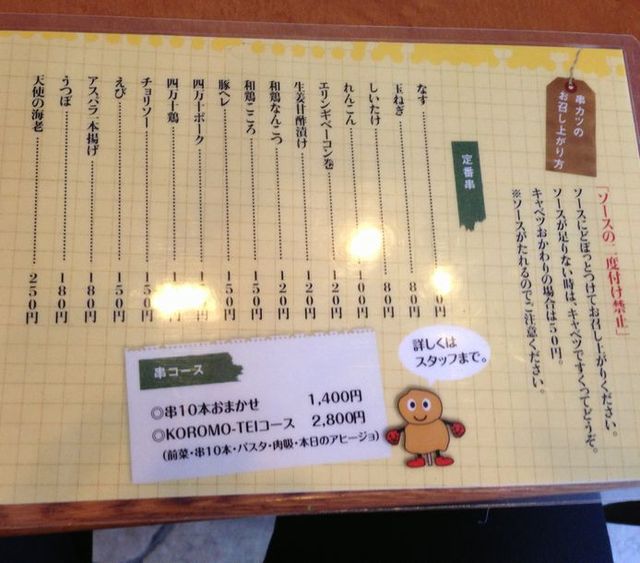 串カツの
お召し上がり方
「ソースの二度付け禁止」
ソースにどぼっとつけてお召し上がりください。
ソースが足りない時は、キャベツですくってどうぞ。
キャベツおかわりの場合は50円。
※ソースがたれるのでご注意ください。
定番串
なす
玉ねぎ 80円
しいたけ 80円
れんこん 100円
エリンギベーコン巻 120円
生姜甘酢漬け 120円
和鶏なんこつ 120円
和鶏こころ 150円
豚ヘレ 150円
四万十ポーク
四万十鶏
チョリソー 150円
えび 150円
アスパラ一本揚げ 180円
うつぼ 180円
天使の海老 250円
詳しくは
スタッフまで。
串コース
◎串10本おまかせ 1,400円
◎KOROMO-TEIコース 2,800円
(前菜・串10本・パスタ・肉吸・本日のアヒージョ)